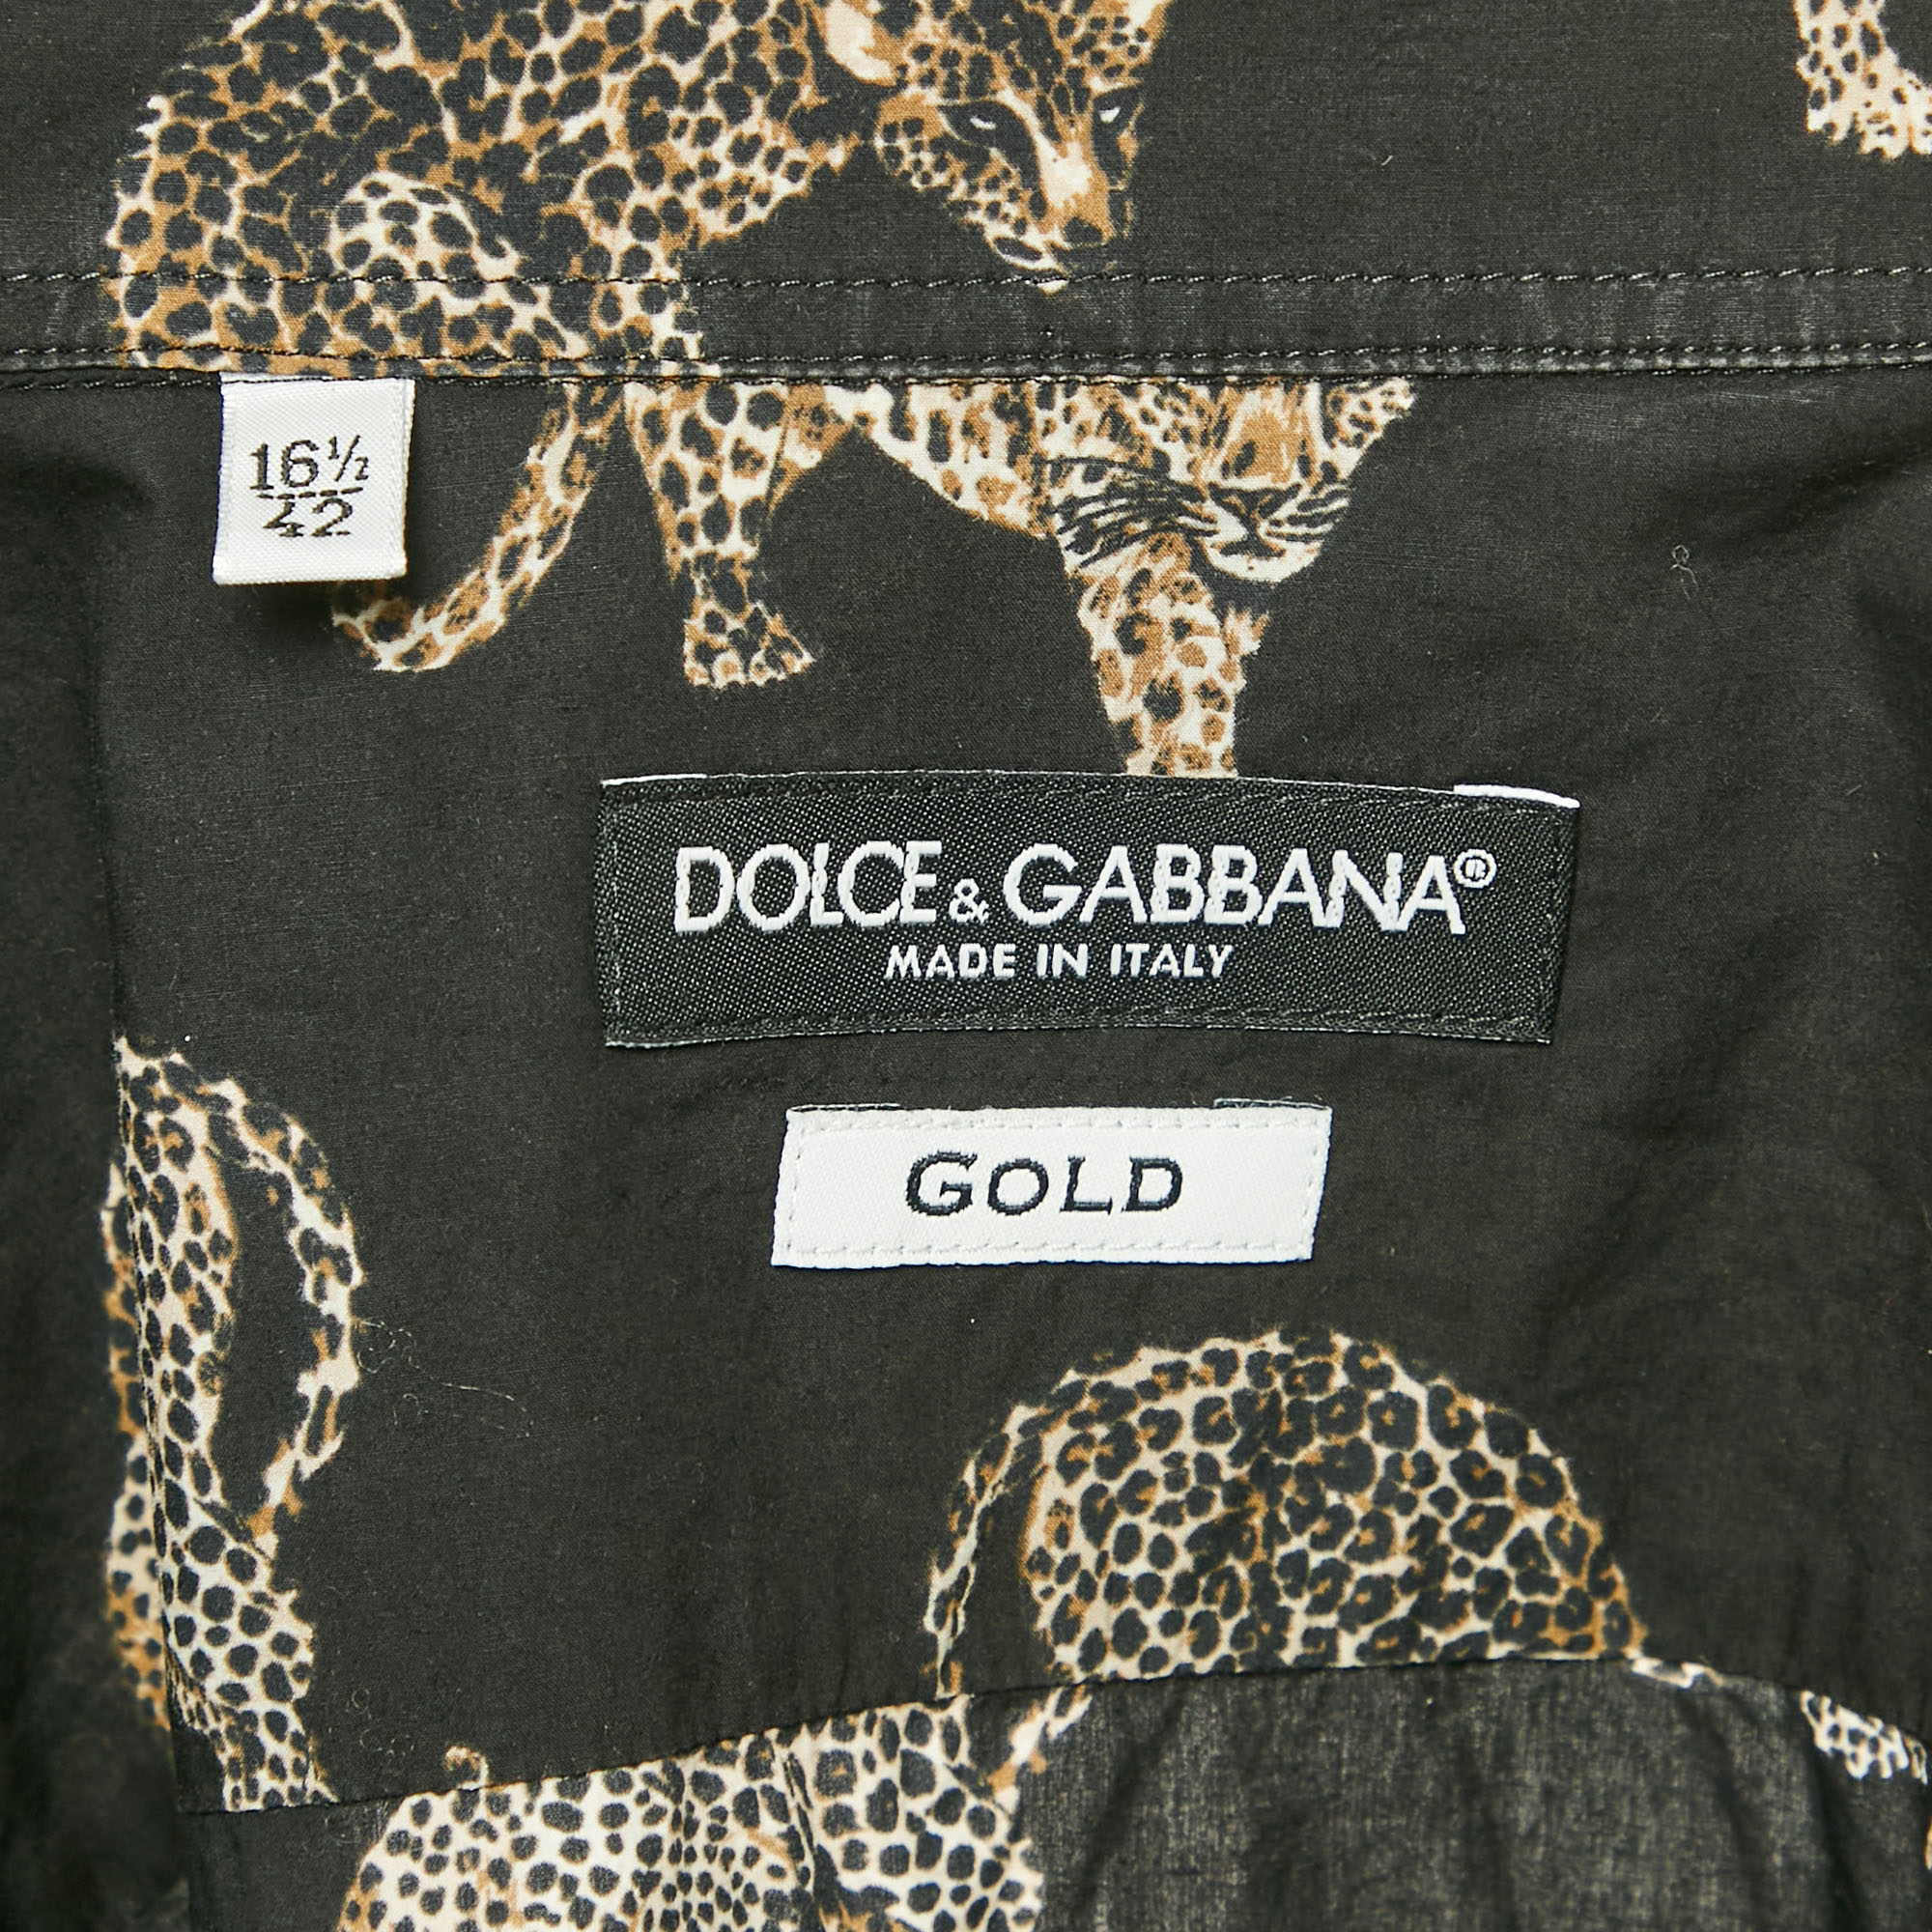 16½
42
DOLCE & GABBANA®
MADE IN ITALY
GOLD